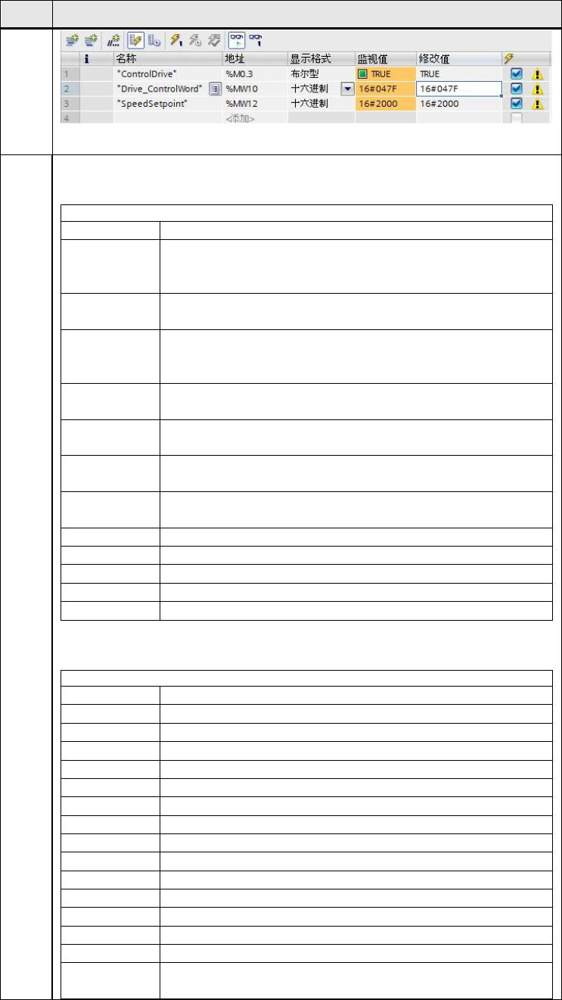 i 名称 地址 显示格式 监视值 修改值
1 "ControlDrive" %M0.3 布尔型 TRUE TRUE
2 "Drive_ControlWord" %MW10 十六进制 16#047F 16#047F
3 "SpeedSetpoint" %MW12 十六进制 16#2000 16#2000
4 <添加>